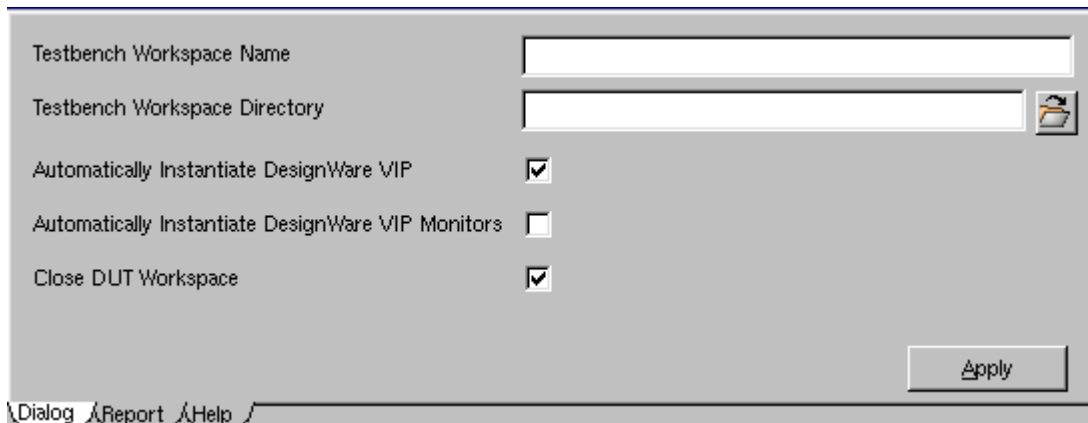 Testbench Workspace Name
Testbench Workspace Directory
Automatically Instantiate DesignWare VIP
Automatically Instantiate DesignWare VIP Monitors
Close DUT Workspace
Apply
Dialog Report Help